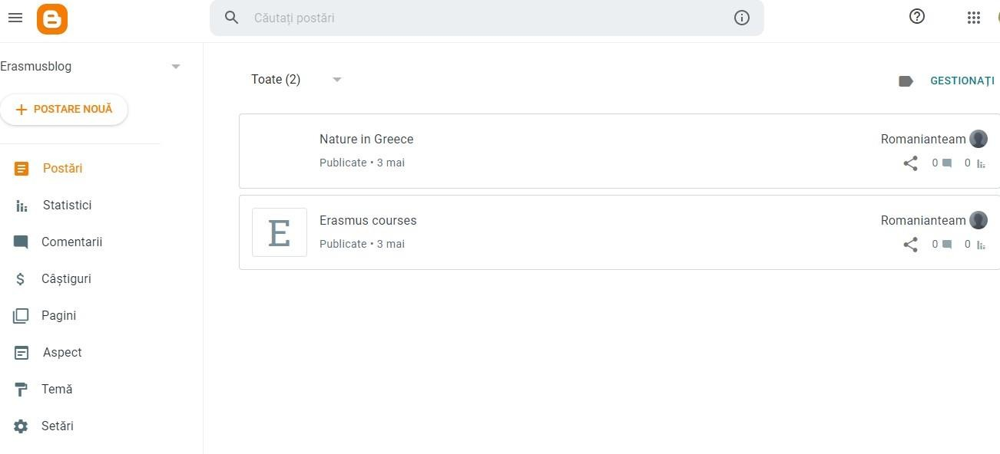 Căutați postări
Erasmusblog
Toate (2)
GESTIONAȚI
POSTARE NOUĂ
Nature in Greece
Romanianteam
Publicate • 3 mai
0 0
Postări
Statistici
Comentarii
Câștiguri
Pagini
Aspect
Temă
Setări
E
Erasmus courses
Romanianteam
Publicate • 3 mai
0 0